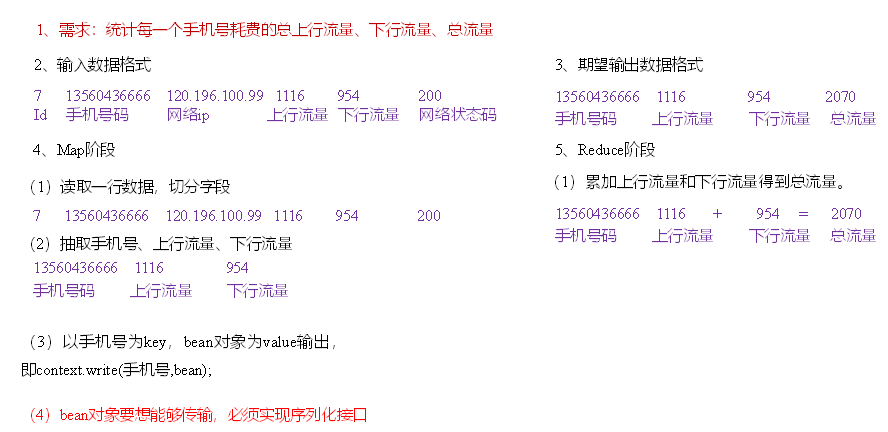 1、需求：统计每一个手机号耗费的总上行流量、下行流量、总流量
2、输入数据格式
7 13560436666 120.196.100.99 1116 954 200
Id 手机号码 网络ip 上行流量 下行流量 网络状态码
3、期望输出数据格式
13560436666 1116 954 2070
手机号码 上行流量 下行流量 总流量
4、Map阶段
（1）读取一行数据，切分字段
7 13560436666 120.196.100.99 1116 954 200
（2）抽取手机号、上行流量、下行流量
13560436666 1116 954
手机号码 上行流量 下行流量
（3）以手机号为key，bean对象为value输出，
即context.write(手机号,bean);
（4）bean对象要想能够传输，必须实现序列化接口
5、Reduce阶段
（1）累加上行流量和下行流量得到总流量。
13560436666 1116 + 954 = 2070
手机号码 上行流量 下行流量 总流量